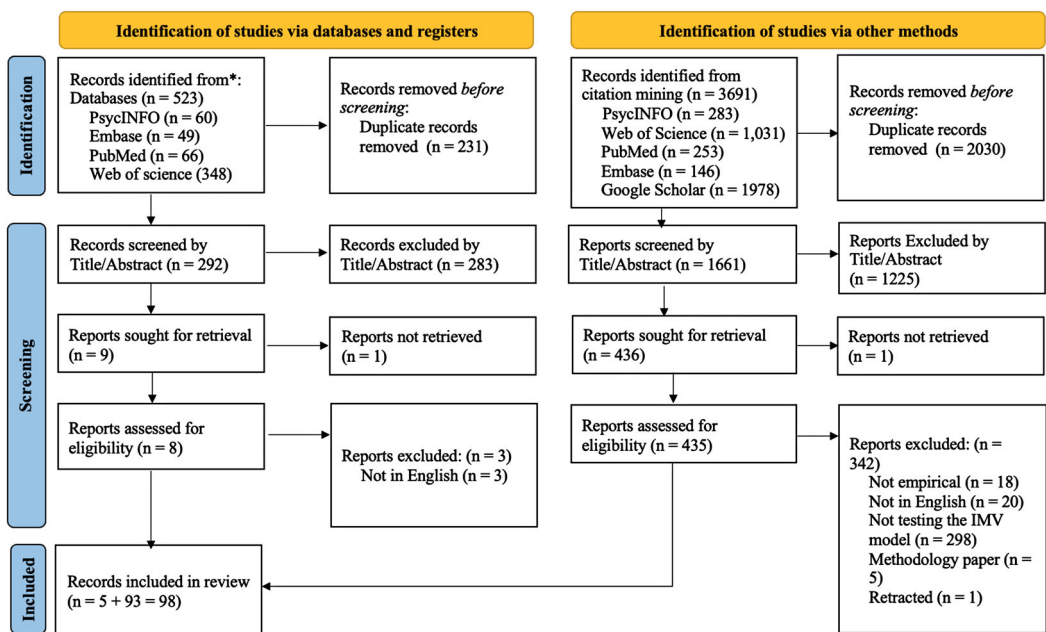 Identification of studies via databases and registers
Identification of studies via other methods
Identification
Records identified from*:
Databases (n = 523)
PsycINFO (n = 60)
Embase (n = 49)
PubMed (n = 66)
Web of science (348)
Records removed before
screening:
Duplicate records
removed (n = 231)
Records identified from
citation mining (n = 3691)
PsycINFO (n = 283)
Web of Science (n = 1,031)
PubMed (n = 253)
Embase (n = 146)
Google Scholar (n = 1978)
Records removed before
screening:
Duplicate records
removed (n = 2030)
Screening
Records screened by
Title/Abstract (n = 292)
Records excluded by
Title/Abstract (n = 283)
Reports screened by
Title/Abstract (n = 1661)
Reports Excluded by
Title/Abstract
(n = 1225)
Reports sought for retrieval
(n = 9)
Reports not retrieved
(n = 1)
Reports sought for retrieval
(n = 436)
Reports not retrieved
(n = 1)
Reports assessed for
eligibility (n = 8)
Reports excluded: (n = 3)
Not in English (n = 3)
Reports assessed for
eligibility (n = 435)
Reports excluded: (n =
342)
Not empirical (n = 18)
Not in English (n = 20)
Not testing the IMV
model (n = 298)
Methodology paper (n =
5)
Retracted (n = 1)
Included
Records included in review
(n = 5 + 93 = 98)